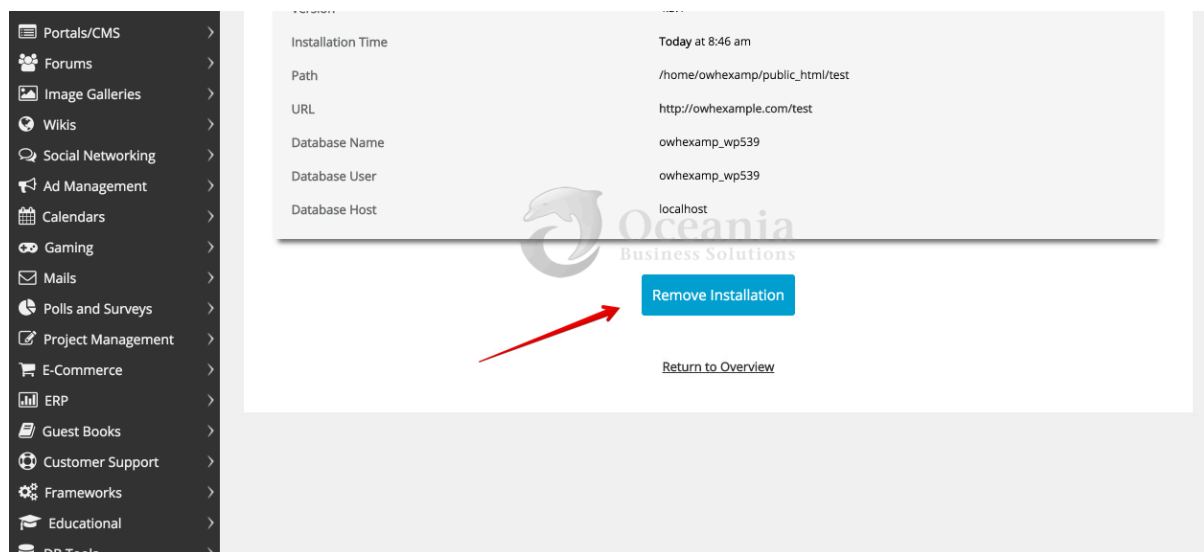 Portals/CMS
Forums
Image Galleries
Wikis
Social Networking
Ad Management
Calendars
Gaming
Mails
Polls and Surveys
Project Management
E-Commerce
ERP
Guest Books
Customer Support
Frameworks
Educational
DB Tools
Version
Installation Time Today at 8:46 am
Path /home/owhexamp/public_html/test
URL http://owhexample.com/test
Database Name owhexamp_wp539
Database User owhexamp_wp539
Database Host localhost
Oceania
Business Solutions
Remove Installation
Return to Overview